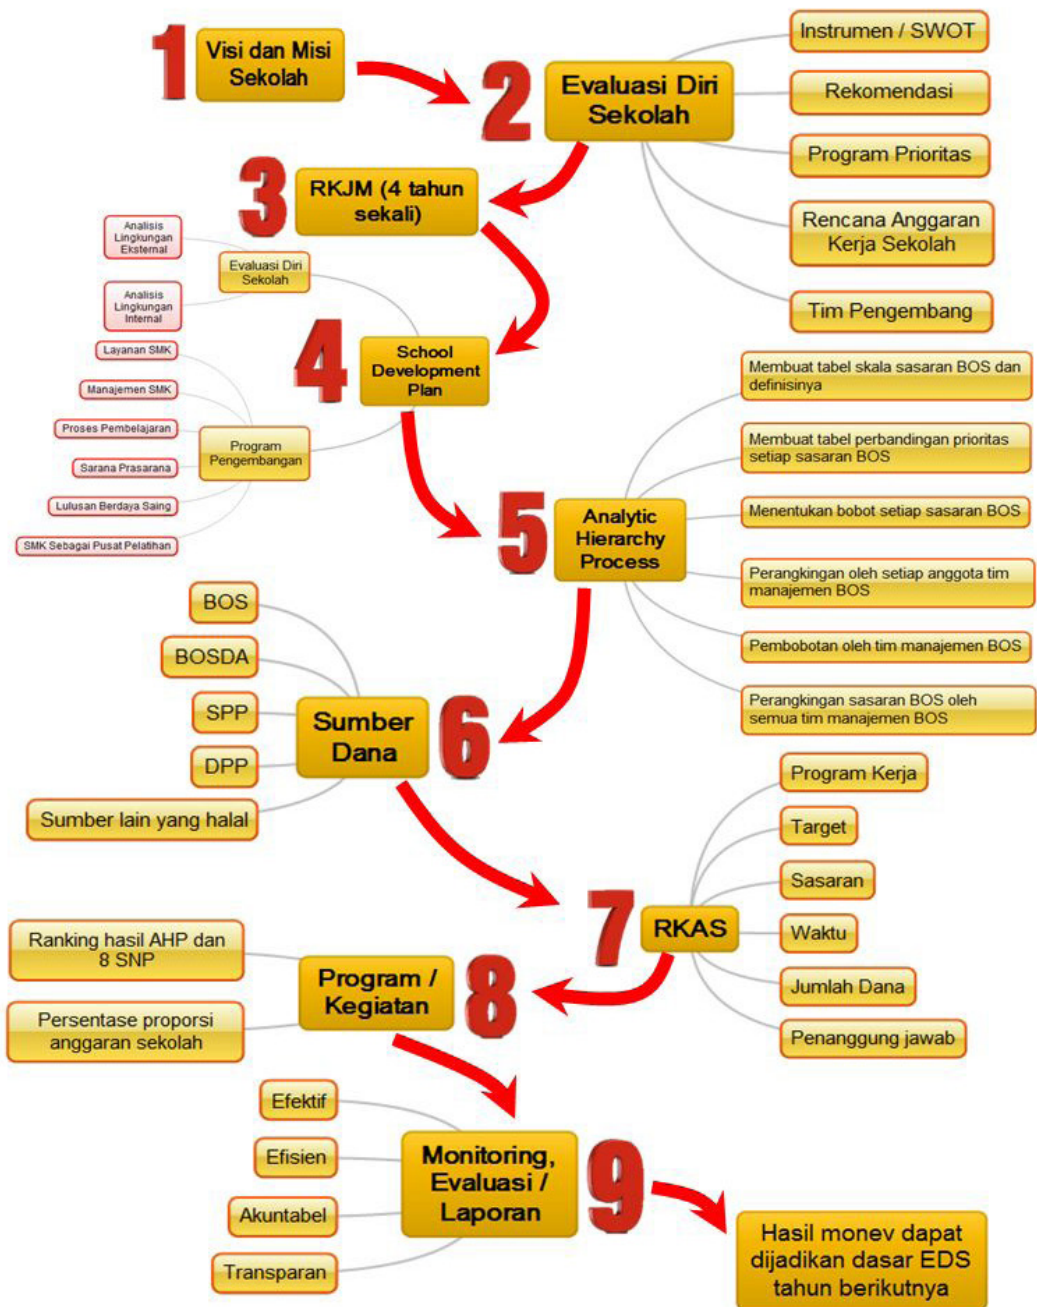 1
Visi dan Misi
Sekolah
2
Evaluasi Diri
Sekolah
Instrumen / SWOT
Rekomendasi
Program Prioritas
Rencana Anggaran
Kerja Sekolah
Tim Pengembang
3
RKJM (4 tahun
sekali)
4
School
Development
Plan
Evaluasi Diri
Sekolah
Analisis
Lingkungan
Eksternal
Analisis
Lingkungan
Internal
Program
Pengembangan
Layanan SMK
Manajemen SMK
Proses Pembelajaran
Sarana Prasarana
Lulusan Berdaya Saing
SMK Sebagai Pusat Pelatihan
5
Analytic
Hierarchy
Process
Membuat tabel skala sasaran BOS dan
definisinya
Membuat tabel perbandingan prioritas
setiap sasaran BOS
Menentukan bobot setiap sasaran BOS
Perangkingan oleh setiap anggota tim
manajemen BOS
Pembobotan oleh tim manajemen BOS
Perangkingan sasaran BOS oleh
semua tim manajemen BOS
6
Sumber
Dana
BOS
BOSDA
SPP
DPP
Sumber lain yang halal
7
RKAS
Program Kerja
Target
Sasaran
Waktu
Jumlah Dana
Penanggung jawab
8
Program /
Kegiatan
Ranking hasil AHP dan
8 SNP
Persentase proporsi
anggaran sekolah
9
Monitoring,
Evaluasi /
Laporan
Efektif
Efisien
Akuntabel
Transparan
Hasil monev dapat
dijadikan dasar EDS
tahun berikutnya